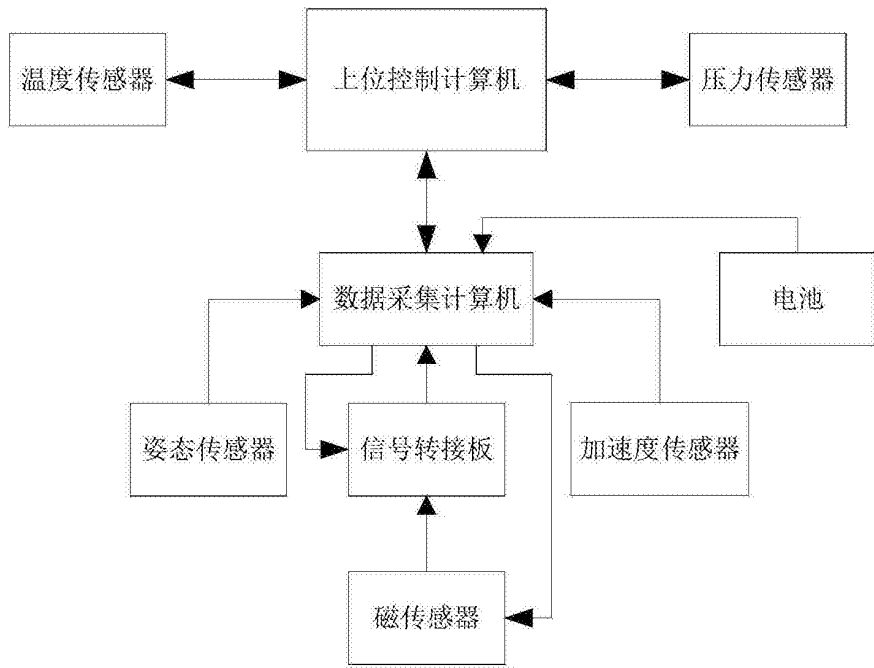 温度传感器
上位控制计算机
压力传感器
数据采集计算机
电池
姿态传感器
信号转接板
加速度传感器
磁传感器